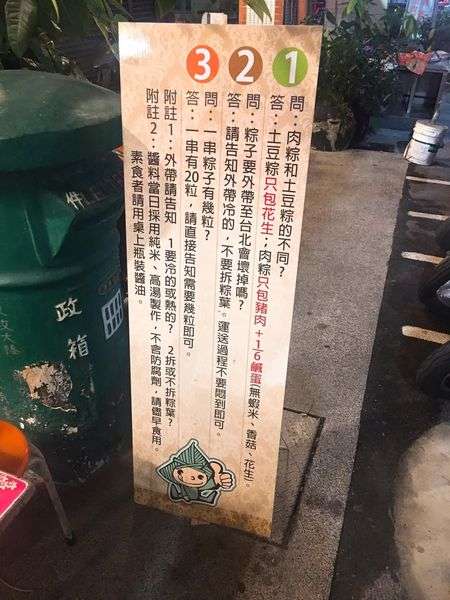 1
問：肉粽和土豆粽的不同？
答：土豆粽只包花生；肉粽只包豬肉＋1/6鹹蛋(無蝦米、香菇、花生)。
2
問：粽子要外帶至台北會壞掉嗎？
答：請告知外帶冷的，不要拆粽葉。運送過程不要悶到即可。
3
問：一串粽子有幾粒？
答：一串有20粒，請直接告知需要幾粒即可。
附註1：外帶請告知 1要冷的或熱的？ 2拆或不拆粽葉？
附註2：醬料當日採用純米、高湯製作，不含防腐劑，請儘早食用。
素食者請用桌上瓶裝醬油。
政
箱